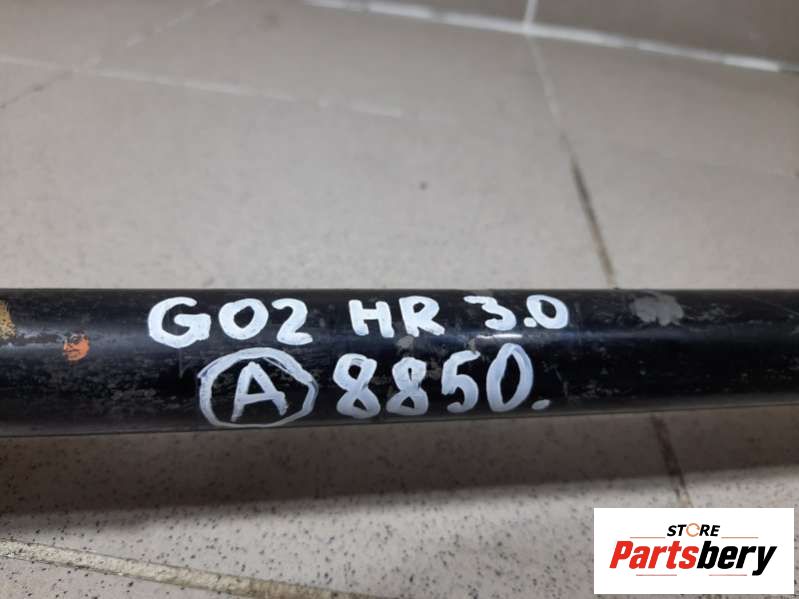 G02 HR 3.0
A 8850.
STORE
Partsbery